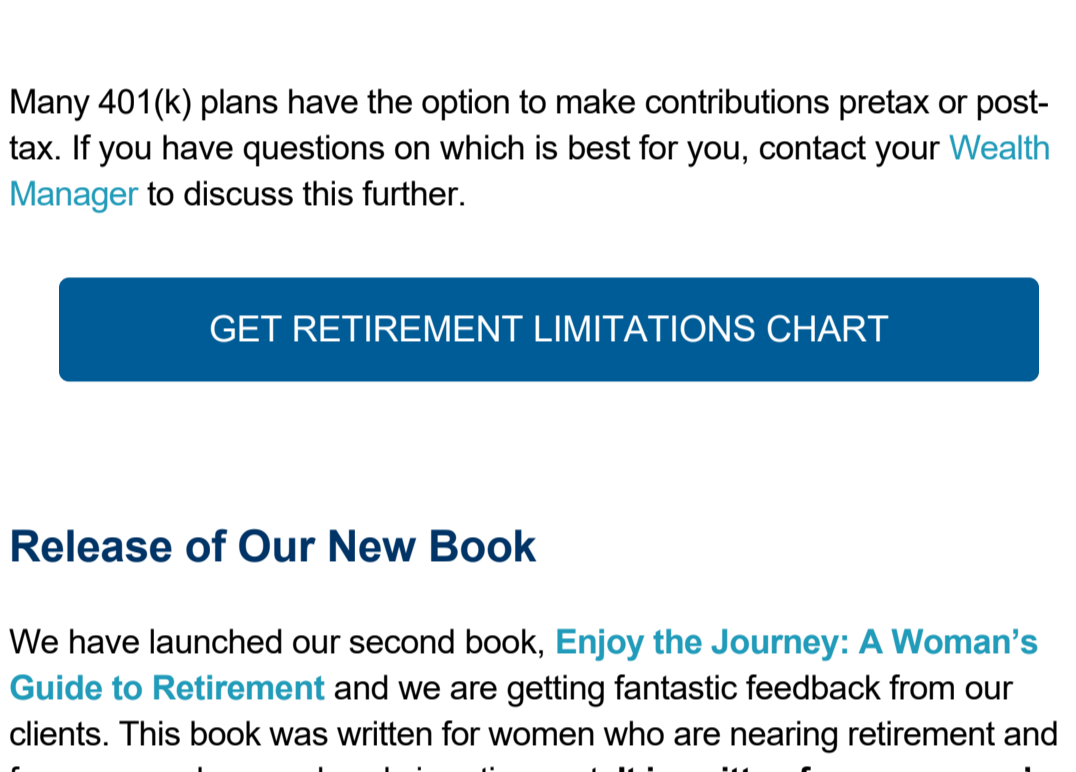 Many 401(k) plans have the option to make contributions pretax or post-
tax. If you have questions on which is best for you, contact your Wealth
Manager to discuss this further.
GET RETIREMENT LIMITATIONS CHART
Release of Our New Book
We have launched our second book, Enjoy the Journey: A Woman’s
Guide to Retirement and we are getting fantastic feedback from our
clients. This book was written for women who are nearing retirement and